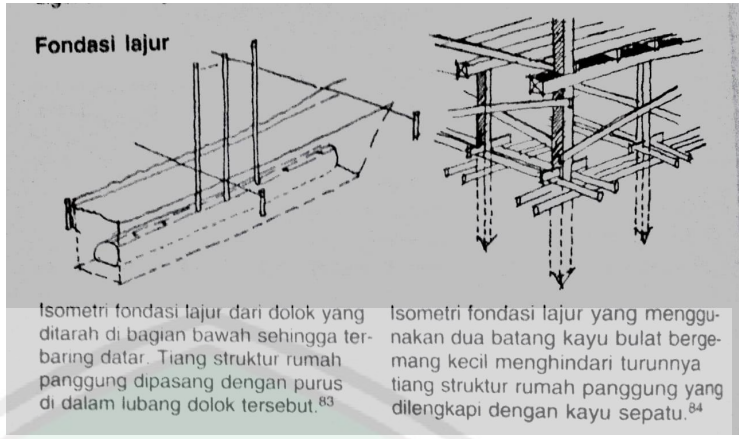 Fondasi lajur
Isometri fondasi lajur dari dolok yang
ditarah di bagian bawah sehingga ter-
baring datar. Tiang struktur rumah
panggung dipasang dengan purus
di dalam lubang dolok tersebut.83
Isometri fondasi lajur yang menggu-
nakan dua batang kayu bulat berge-
mang kecil menghindari turunnya
tiang struktur rumah panggung yang
dilengkapi dengan kayu sepatu.84